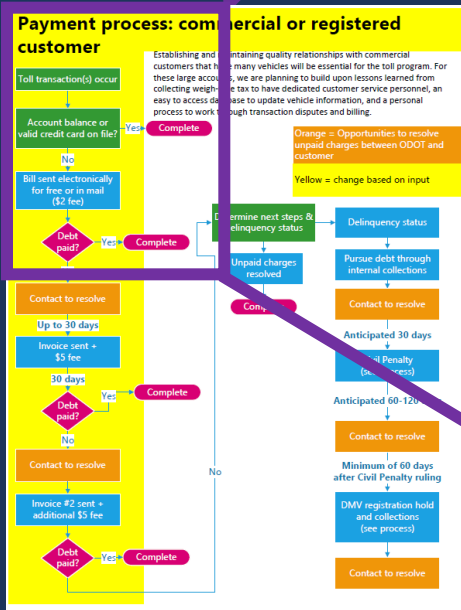 Payment process: commercial or registered
customer
Establishing and maintaining quality relationships with commercial
customers that have many vehicles will be essential for the toll program. For
these large accounts, we are planning to build upon lessons learned from
collecting weigh- tax to have dedicated customer service personnel, an
easy to access database to update vehicle information, and a personal
process to work through transaction disputes and billing.
Toll transaction(s) occur
Account balance or
valid credit card on file?
Yes
Complete
No
Bill sent electronically
for free or in mail
($2 fee)
Debt
paid?
Yes
Complete
Contact to resolve
Up to 30 days
Invoice sent +
$5 fee
30 days
Debt
paid?
Yes
Complete
No
Contact to resolve
Invoice #2 sent +
additional $5 fee
Debt
paid?
Yes
Complete
No
Orange = Opportunities to resolve
unpaid charges between ODOT and
customer
Yellow = change based on input
Determine next steps &
delinquency status
Unpaid charges
resolved
Complete
Delinquency status
Pursue debt through
internal collections
Contact to resolve
Anticipated 30 days
Civil Penalty
(see process)
Anticipated 60-120
Contact to resolve
Minimum of 60 days
after Civil Penalty ruling
DMV registration hold
and collections
(see process)
Contact to resolve